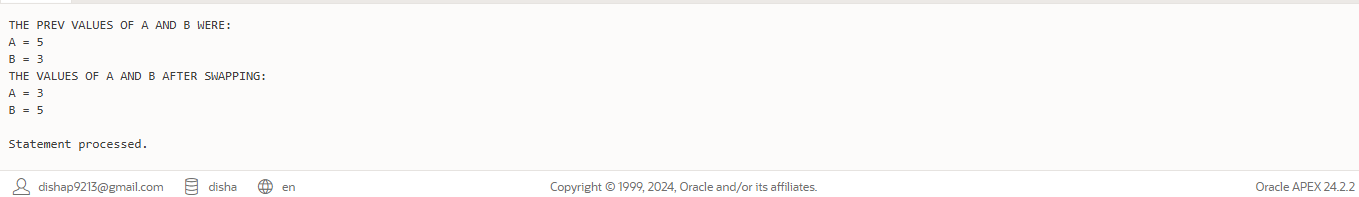 THE PREV VALUES OF A AND B WERE:
A = 5
B = 3
THE VALUES OF A AND B AFTER SWAPPING:
A = 3
B = 5
Statement processed.
dishap9213@gmail.com disha en Copyright © 1999, 2024, Oracle and/or its affiliates. Oracle APEX 24.2.2